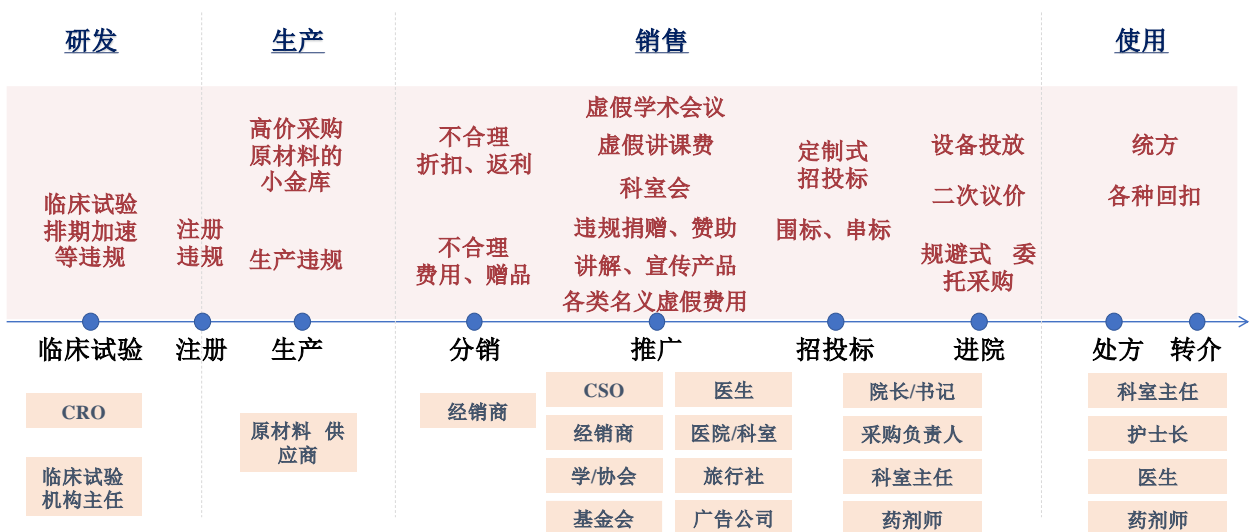 研发
生产
销售
使用
临床试验
排期加速
等违规
注册
违规
高价采购
原材料的
小金库
生产违规
不合理
折扣、返利
不合理
费用、赠品
虚假学术会议
虚假讲课费
科室会
违规捐赠、赞助
讲解、宣传产品
各类名义虚假费用
定制式
招投标
围标、串标
设备投放
二次议价
规避式 委
托采购
统方
各种回扣
临床试验
注册
生产
分销
推广
招投标
进院
处方
转介
CRO
临床试验
机构主任
原材料 供
应商
经销商
CSO
医生
经销商
医院/科室
学/协会
旅行社
基金会
广告公司
院长/书记
采购负责人
科室主任
药剂师
科室主任
护士长
医生
药剂师